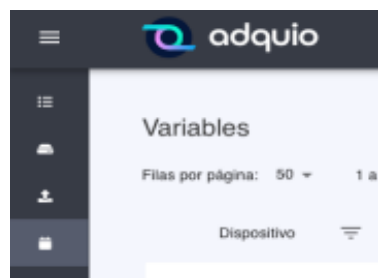 adquio
Variables
Filas por página: 50 1 a
Dispositivo